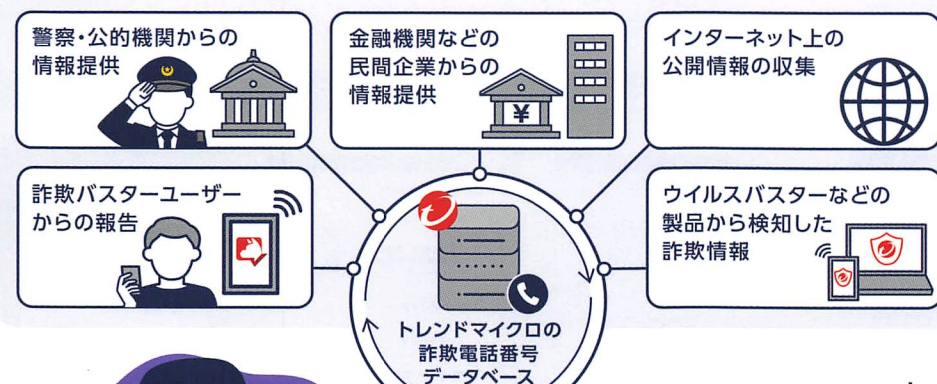 警察・公的機関からの
情報提供
金融機関などの
民間企業からの
情報提供
¥
インターネット上の
公開情報の収集
詐欺バスターユーザー
からの報告
ウイルスバスターなどの
製品から検知した
詐欺情報
トレンドマイクロの
詐欺電話番号
データベース